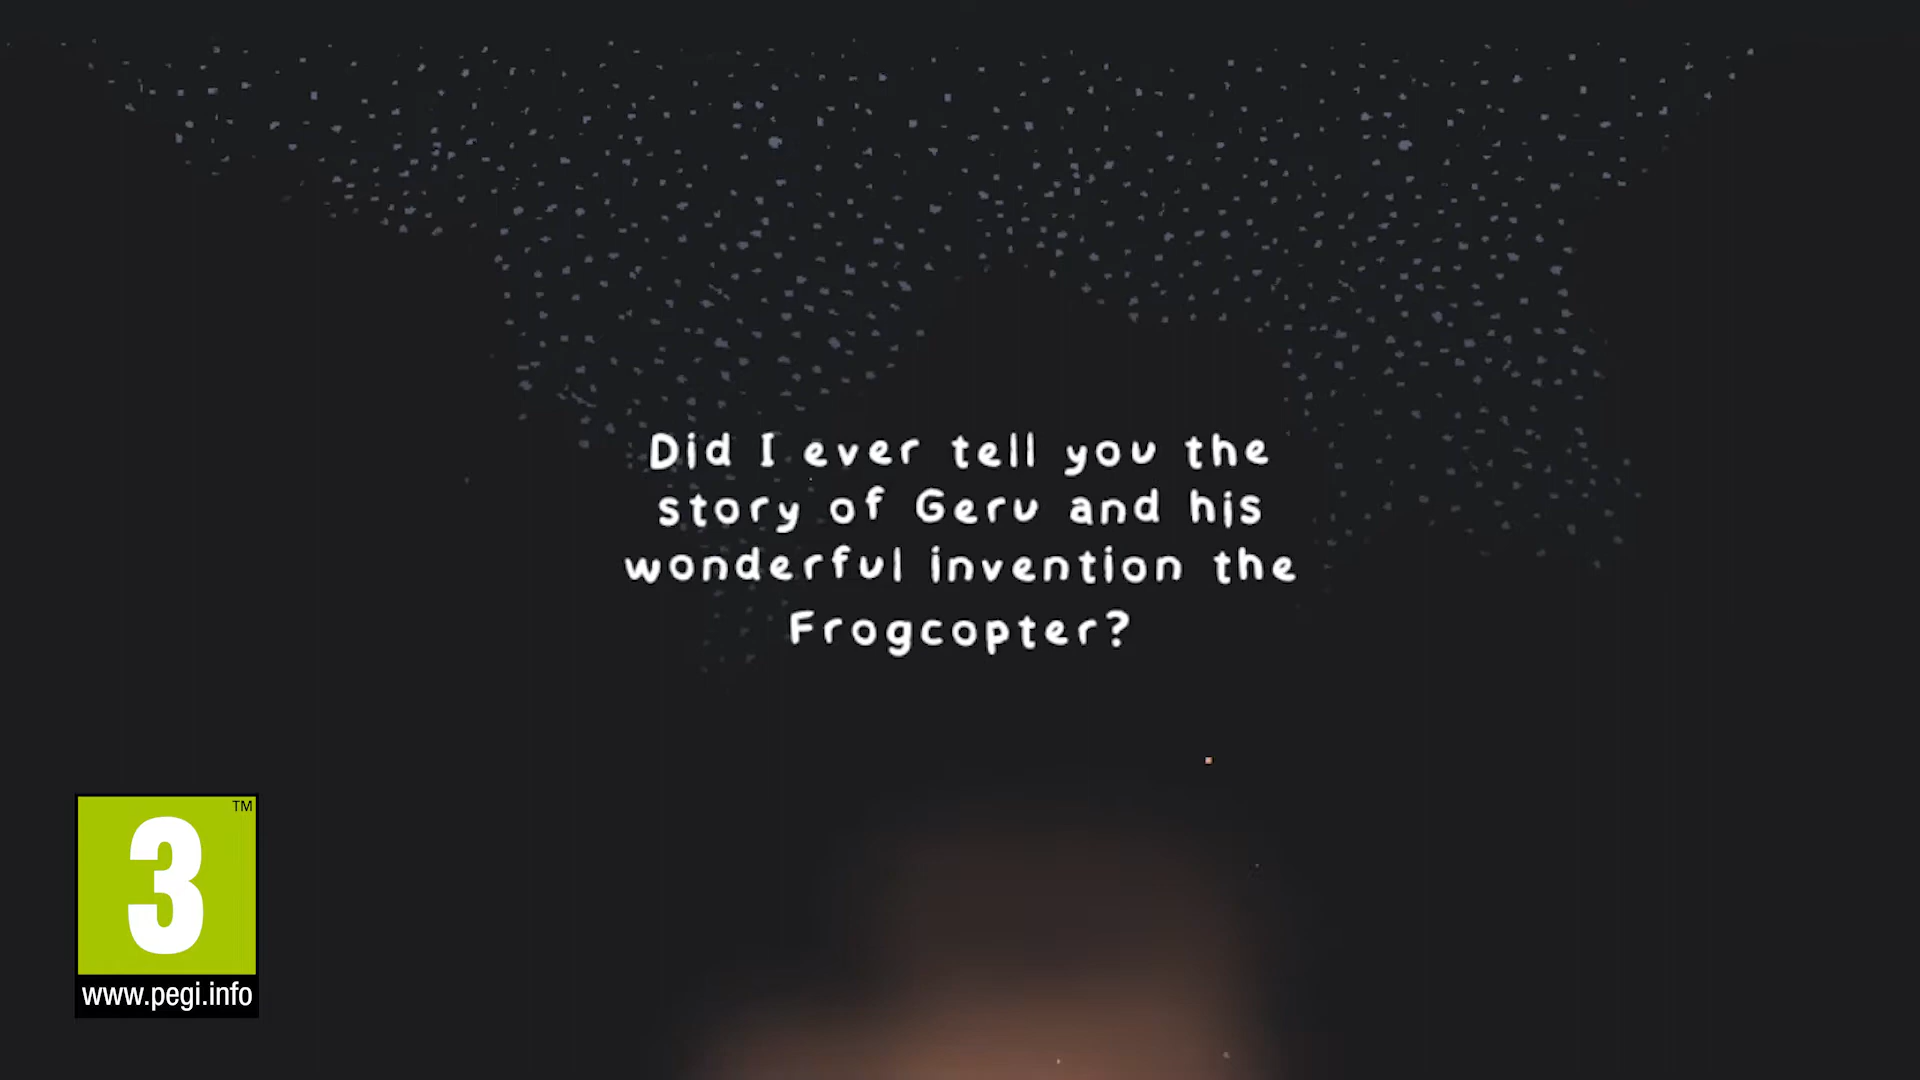 Did I ever tell you the
story of Geru and his
wonderful invention the
Frogcopter?
3
TM
www.pegi.info